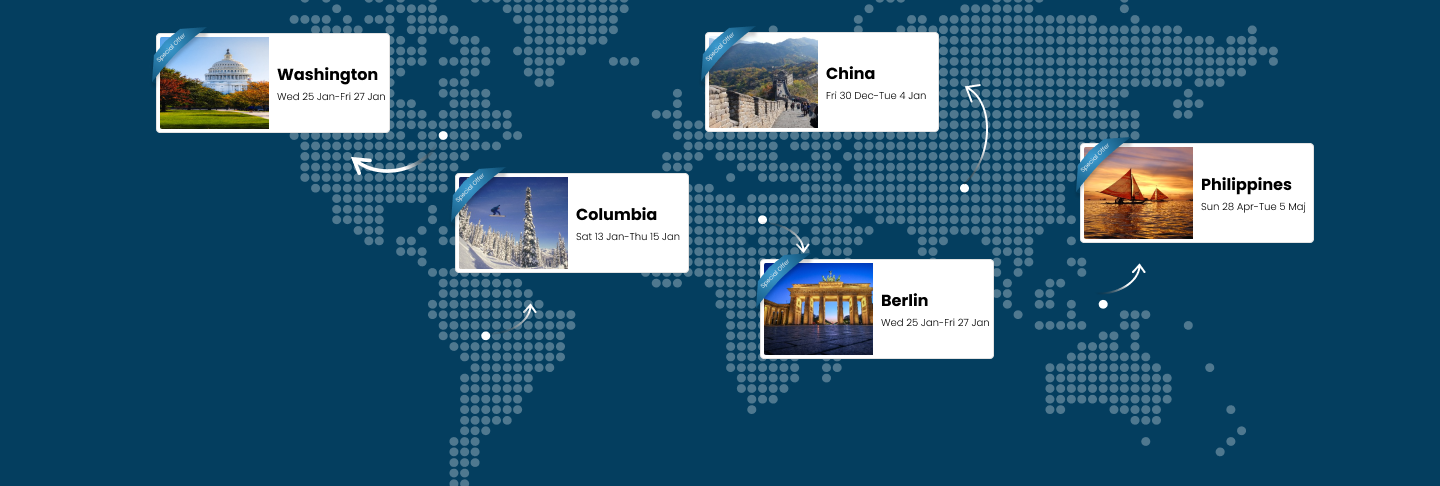 Special Offer
Washington
Wed 25 Jan-Fri 27 Jan
Special Offer
China
Fri 30 Dec-Tue 4 Jan
Special Offer
Philippines
Sun 28 Apr-Tue 5 Maj
Special Offer
Columbia
Sat 13 Jan-Thu 15 Jan
Special Offer
Berlin
Wed 25 Jan-Fri 27 Jan